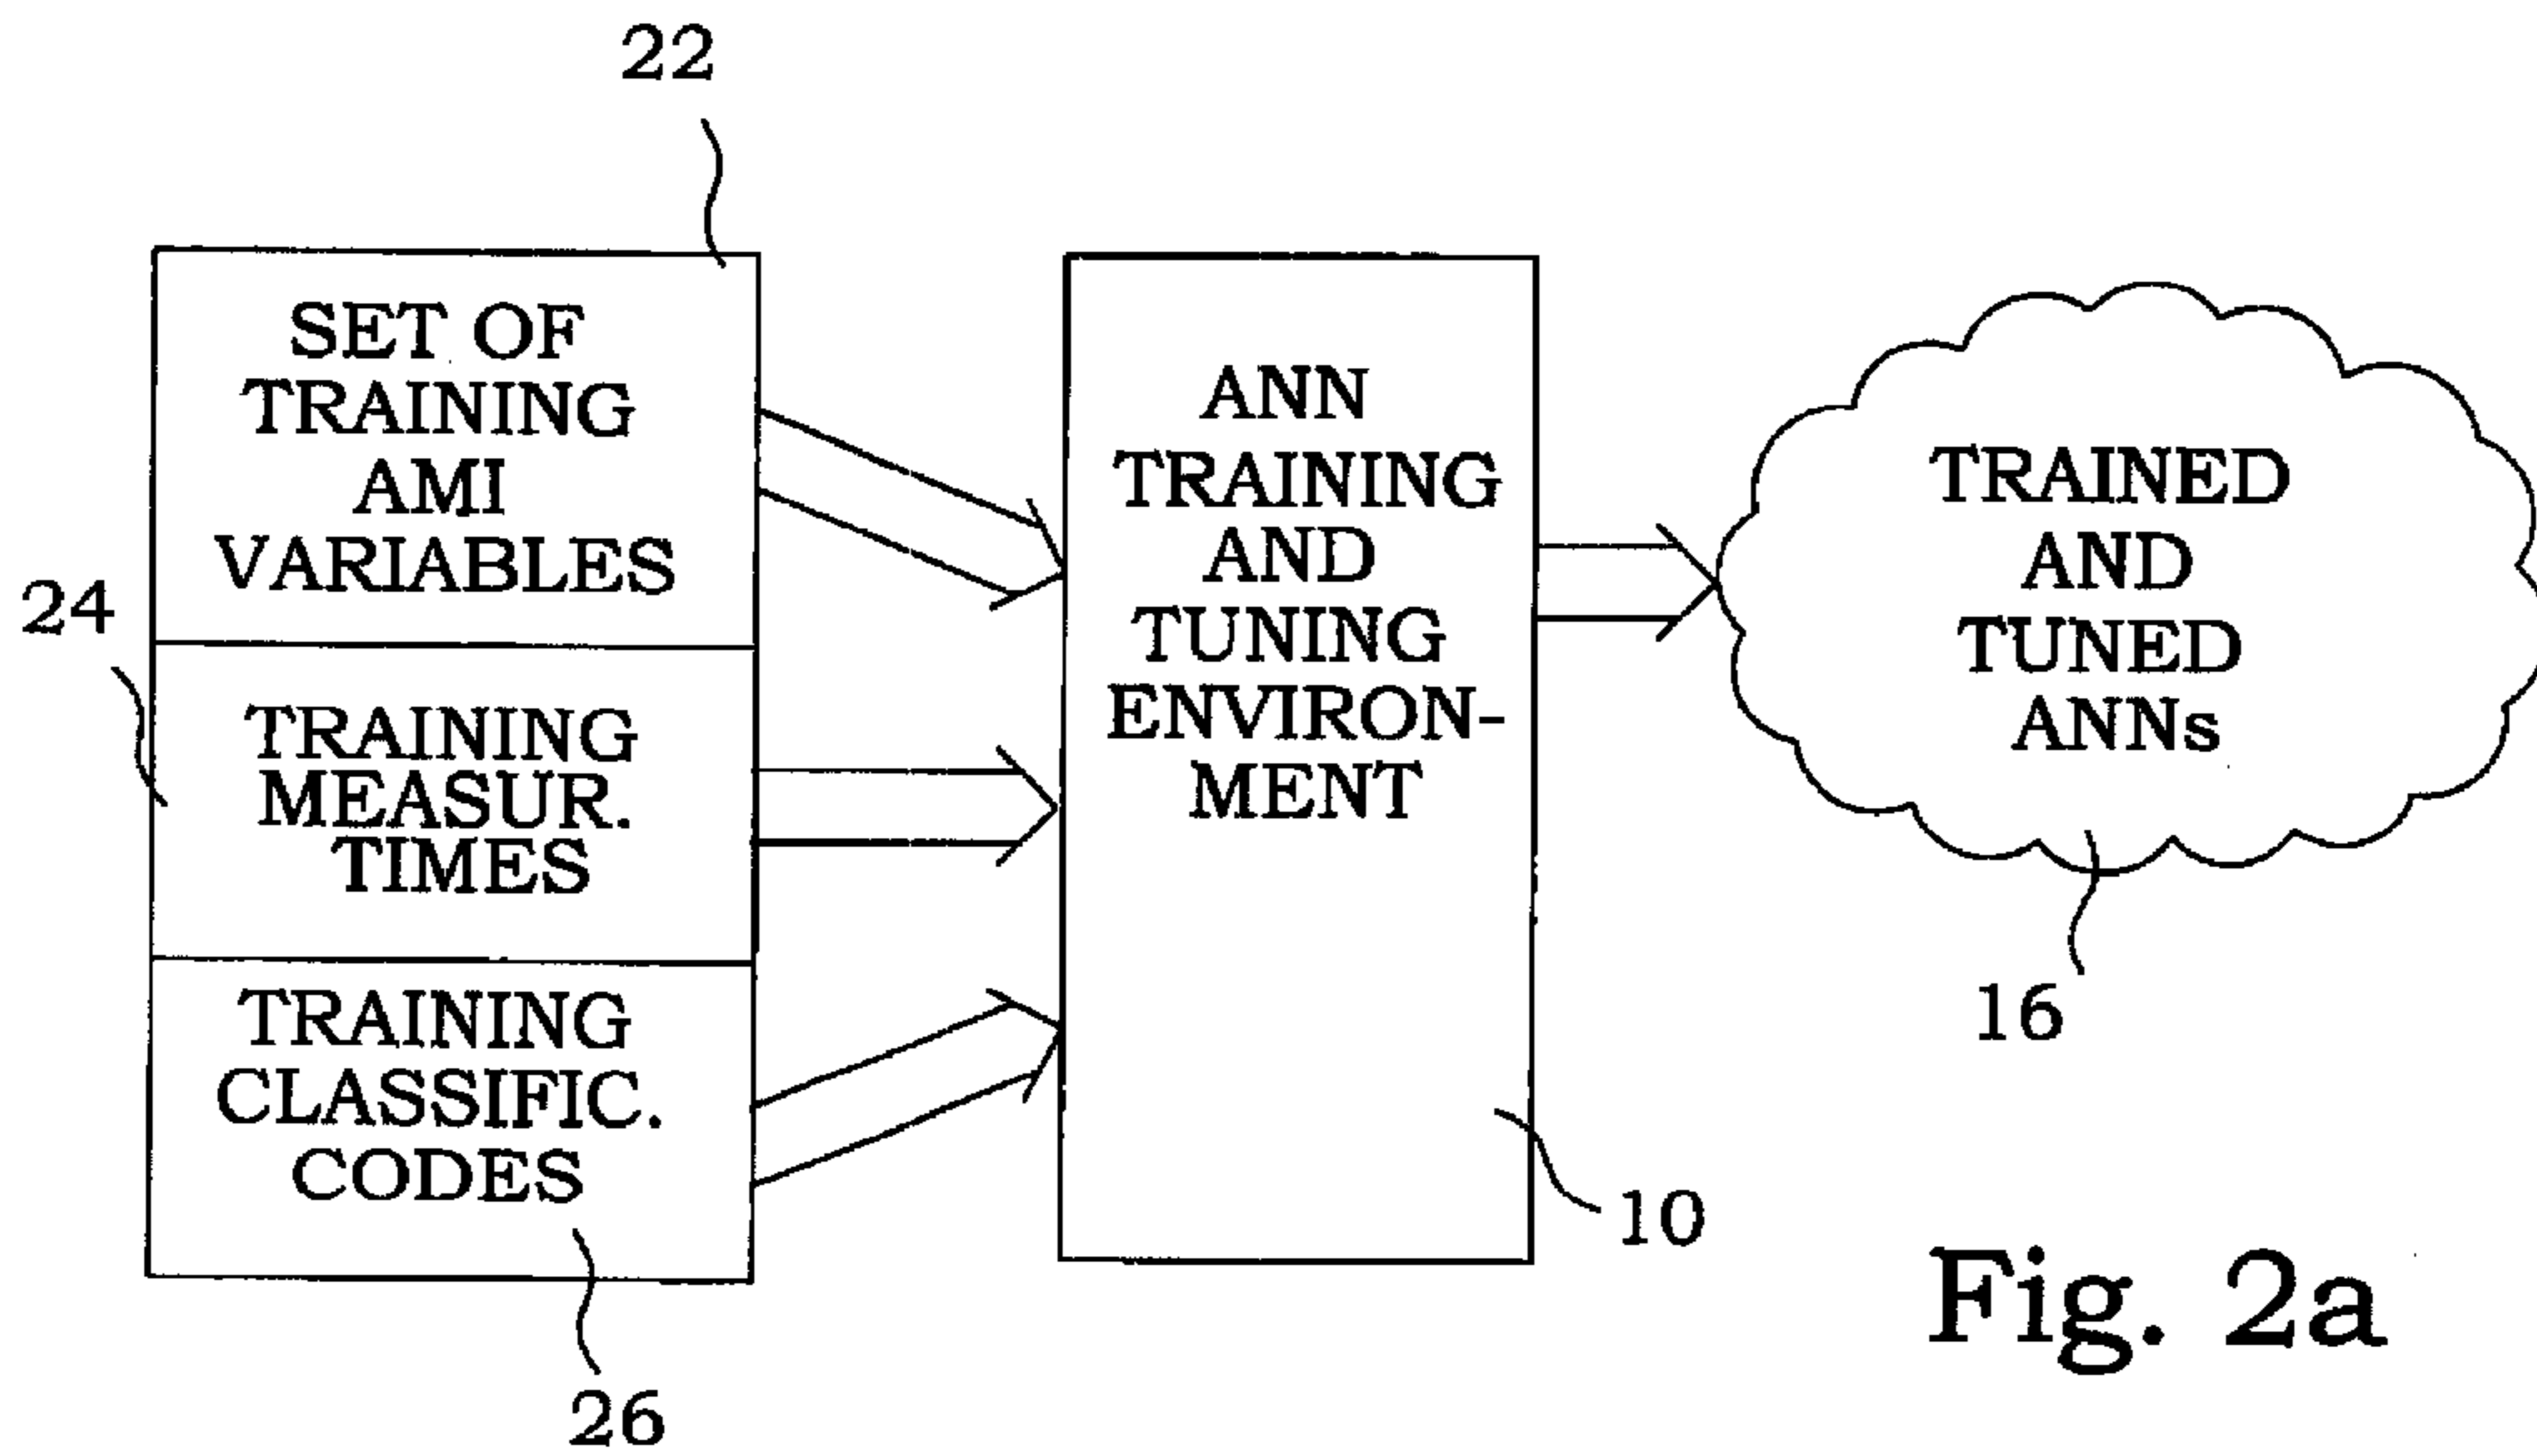 22
SET OF
TRAINING
AMI
VARIABLES
24
TRAINING
MEASUR.
TIMES
TRAINING
CLASSIFIC.
CODES
26
ANN
TRAINING
AND
TUNING
ENVIRON-
MENT
10
TRAINED
AND
TUNED
ANNs
16
Fig. 2a